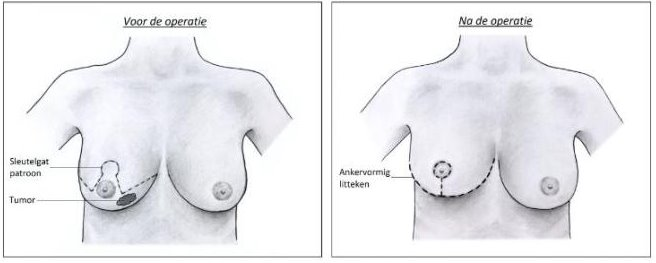 Voor de operatie
Sleutelgat
patroon
Tumor
Na de operatie
Ankervormig
litteken